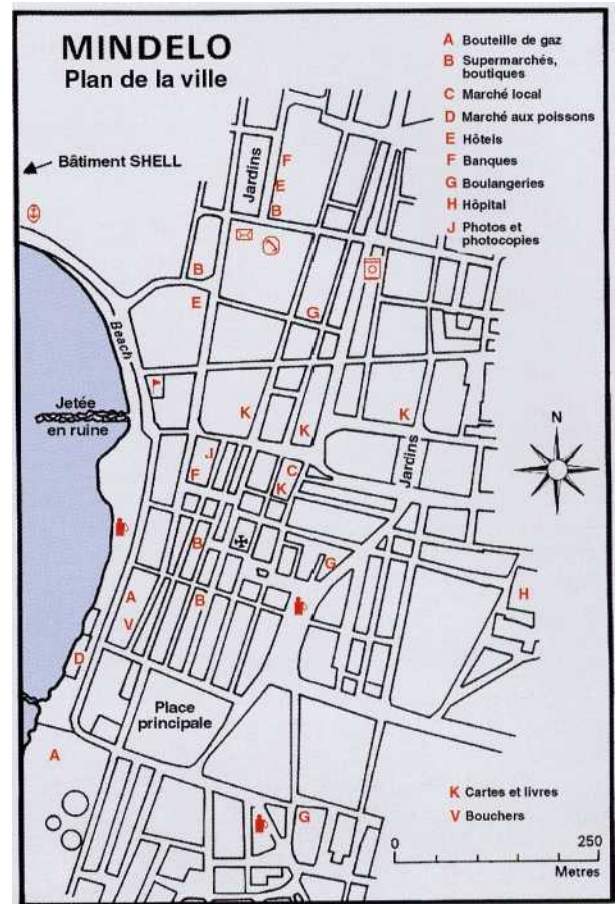 MINDELO
Plan de la ville
A Bouteille de gaz
B Supermarchés,
boutiques
C Marché local
D Marché aux poissons
E Hôtels
F Banques
G Boulangeries
H Hôpital
J Photos et
photocopies
Bâtiment SHELL
Jardins
F
E
B
B
E
G
Beach
Jetée
en ruine
K
K
K
J
F
C
K
Jardins
N
B
G
A
V
B
H
D
Place
principale
A
G
K Cartes et livres
V Bouchers
0 250
Metres